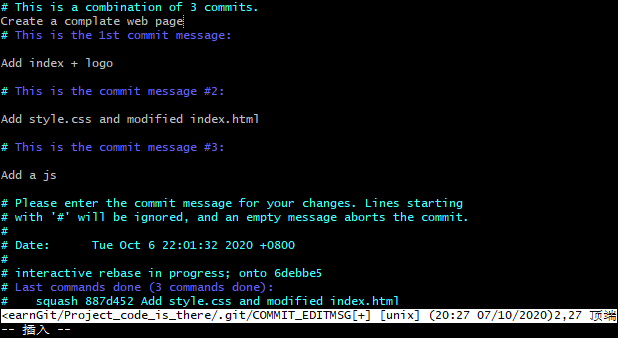 # This is a combination of 3 commits.
Create a complate web page
# This is the 1st commit message:
Add index + logo
# This is the commit message #2:
Add style.css and modified index.html
# This is the commit message #3:
Add a js
# Please enter the commit message for your changes. Lines starting
# with '#' will be ignored, and an empty message aborts the commit.
#
# Date:      Tue Oct 6 22:01:32 2020 +0800
#
# interactive rebase in progress; onto 6debbe5
# Last commands done (3 commands done):
#    squash 887d452 Add style.css and modified index.html
<earnGit/Project_code_is_there/.git/COMMIT_EDITMSG[+] [unix] (20:27 07/10/2020)2,27 顶端
-- 插入 --